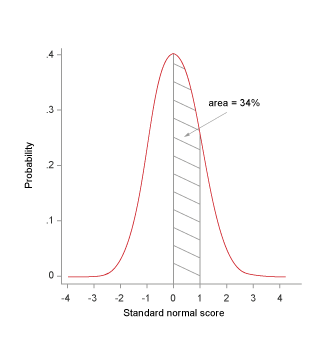 .4
.3
.2
.1
0
Probability
area = 34%
-4 -3 -2 -1 0 1 2 3 4
Standard normal score